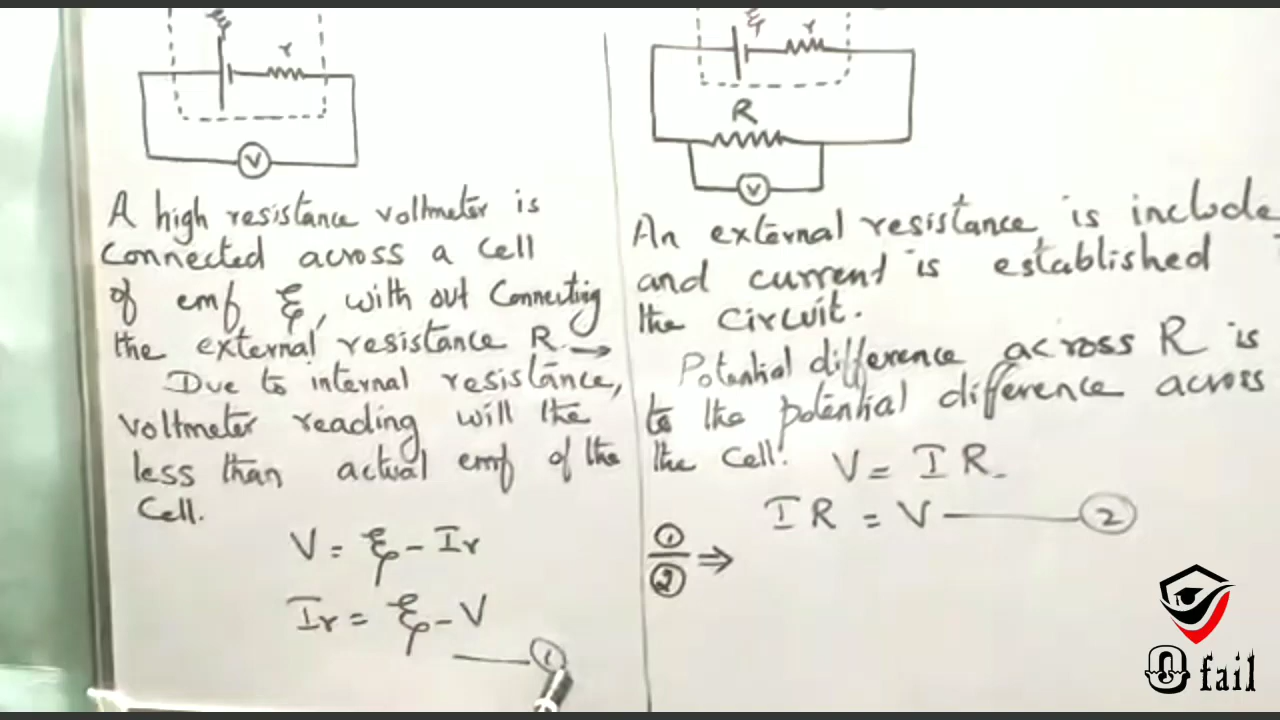 ξ
r
V
A high resistance voltmeter is
connected across a cell
of emf ξ, with out connecting
the external resistance R. →
Due to internal resistance,
voltmeter reading will the
less than actual emf of the
Cell.
V = ξ - Ir
Ir = ξ - V
1
ξ
r
R
V
An external resistance is include
and current is established
the circuit.
Potential difference across R is
to the potential difference across
the cell.
V = IR
IR = V 2
1
2 ⇒
0 fail